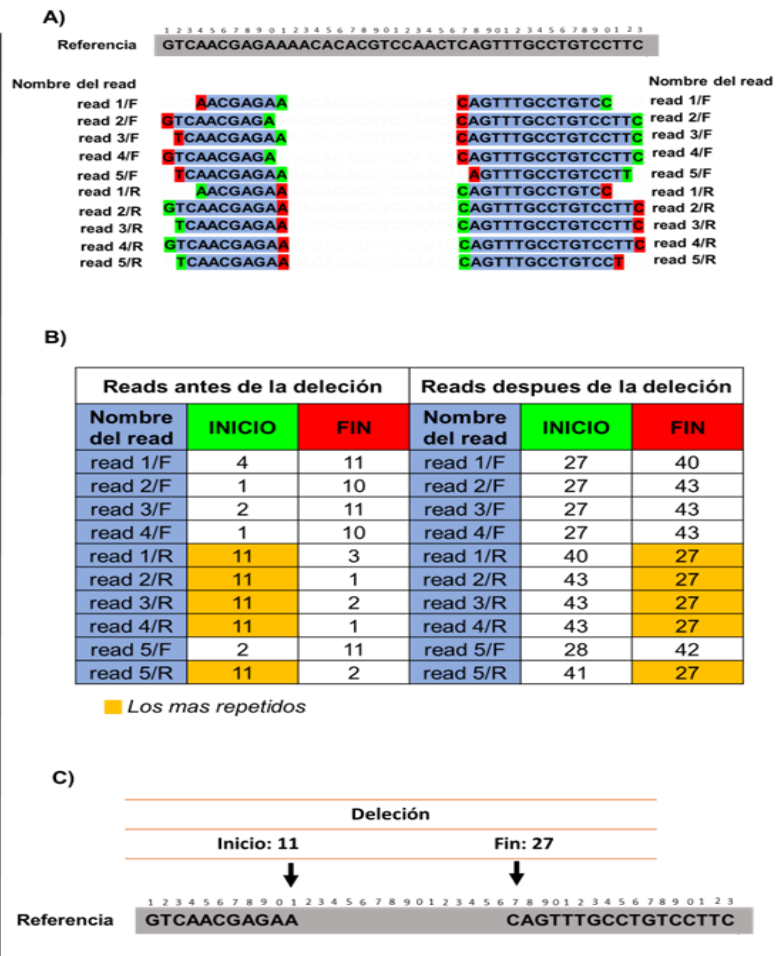 A)
1 2 3 4 5 6 7 8 9 0 1 2 3 4 5 6 7 8 9 0 1 2 3 4 5 6 7 8 9 0 1 2 3 4 5 6 7 8 9 0 1 2 3
Referencia GTCAACGAGAAAACACACGTCCAACTCAGTTTGCCTGTCCTTC
Nombre del read Nombre del read
read 1/F AACGAGAA CAGTTTGCCTGTCC read 1/F
read 2/F GTCAACGAGA CAGTTTGCCTGTCCTTC read 2/F
read 3/F TCAACGAGAA CAGTTTGCCTGTCCTTC read 3/F
read 4/F GTCAACGAGA CAGTTTGCCTGTCCTTC read 4/F
read 5/F TCAACGAGAA AGTTTGCCTGTCCTT read 5/F
read 1/R AACGAGAA CAGTTTGCCTGTCC read 1/R
read 2/R GTCAACGAGAA CAGTTTGCCTGTCCTTC read 2/R
read 3/R TCAACGAGAA CAGTTTGCCTGTCCTTC read 3/R
read 4/R GTCAACGAGAA CAGTTTGCCTGTCCTTC read 4/R
read 5/R TCAACGAGAA CAGTTTGCCTGTCCT read 5/R
B)
Reads antes de la deleción Reads despues de la deleción
Nombre del read INICIO FIN Nombre del read INICIO FIN
read 1/F 4 11 read 1/F 27 40
read 2/F 1 10 read 2/F 27 43
read 3/F 2 11 read 3/F 27 43
read 4/F 1 10 read 4/F 27 43
read 1/R 11 3 read 1/R 40 27
read 2/R 11 1 read 2/R 43 27
read 3/R 11 2 read 3/R 43 27
read 4/R 11 1 read 4/R 43 27
read 5/F 2 11 read 5/F 28 42
read 5/R 11 2 read 5/R 41 27
Los mas repetidos
C)
Deleción
Inicio: 11 Fin: 27
1 2 3 4 5 6 7 8 9 0 1 2 3 4 5 6 7 8 9 0 1 2 3 4 5 6 7 8 9 0 1 2 3 4 5 6 7 8 9 0 1 2 3
Referencia GTCAACGAGAA CAGTTTGCCTGTCCTTC